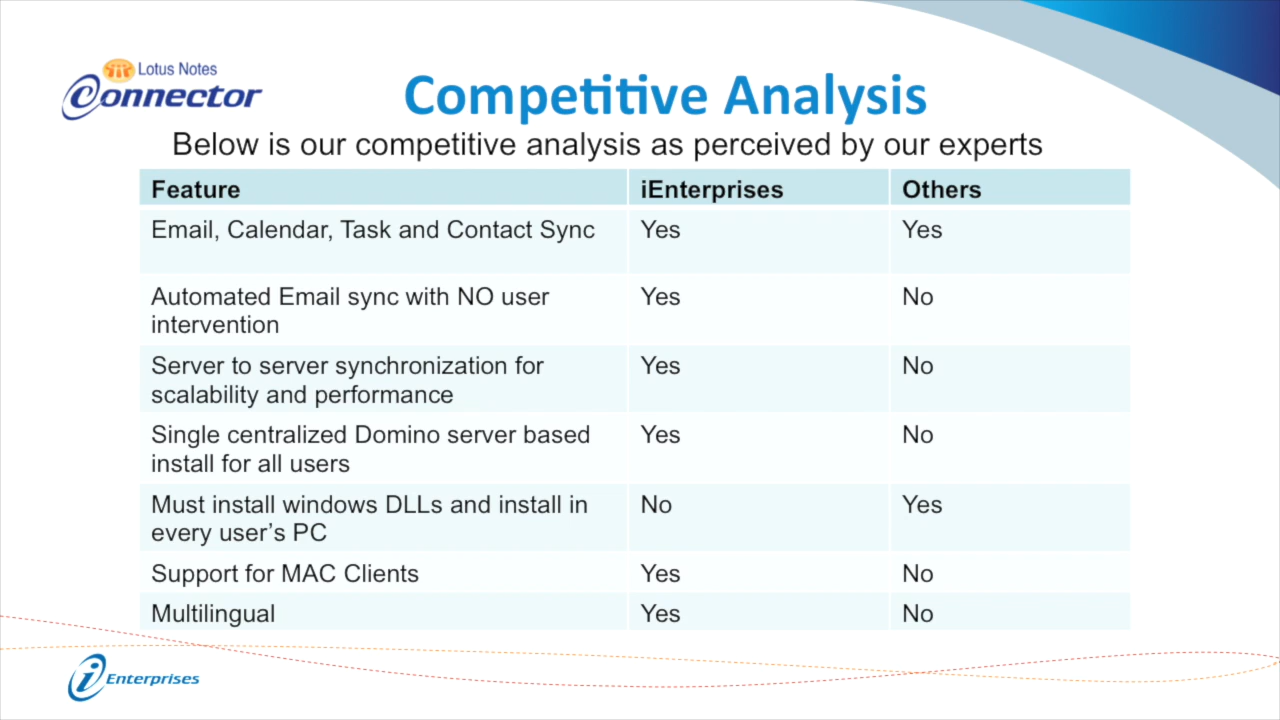 Lotus Notes
Connector
Competitive Analysis
Below is our competitive analysis as perceived by our experts
Feature iEnterprises Others
Email, Calendar, Task and Contact Sync Yes Yes
Automated Email sync with NO user Yes No
intervention
Server to server synchronization for Yes No
scalability and performance
Single centralized Domino server based Yes No
install for all users
Must install windows DLLs and install in No Yes
every user’s PC
Support for MAC Clients Yes No
Multilingual Yes No
iEnterprises